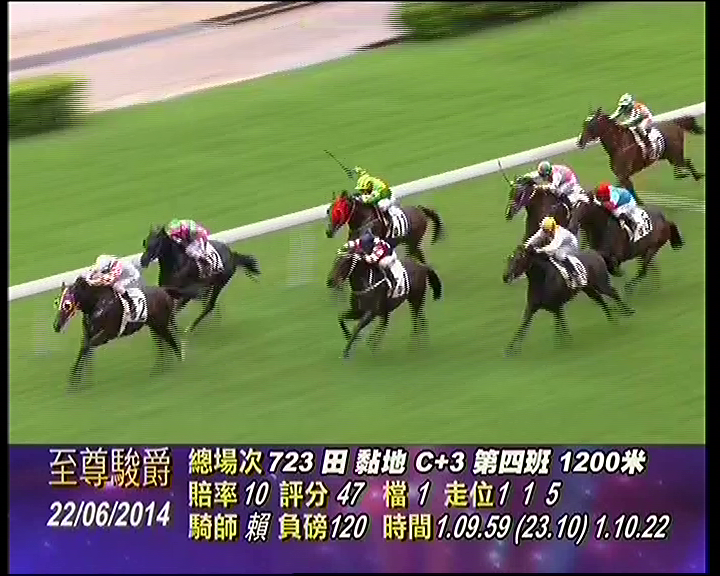 至尊駿爵
22/06/2014
總場次 723 田 黏地 C+3 第四班 1200米
賠率 10 評分 47 檔 1 走位 1 1 5
騎師 賴 負磅 120 時間 1.09.59 (23.10) 1.10.22